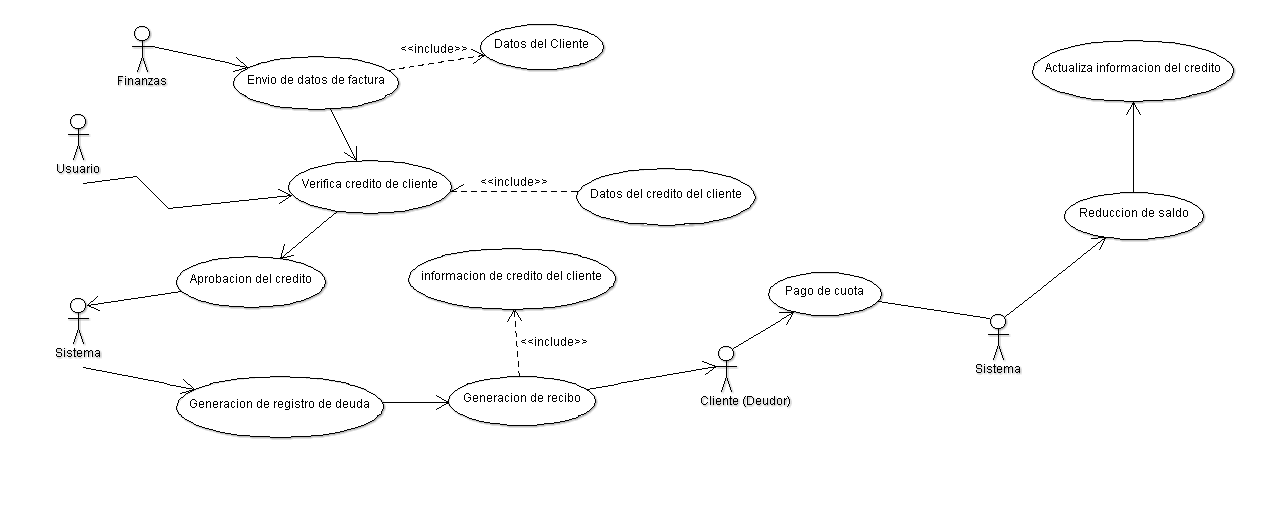 Finanzas
Envio de datos de factura
<<include>>
Datos del Cliente
Actualiza informacion del credito
Usuario
Verifica credito de cliente
<<include>>
Datos del credito del cliente
Reduccion de saldo
Aprobacion del credito
informacion de credito del cliente
Pago de cuota
Sistema
<<include>>
Sistema
Generacion de registro de deuda
Generacion de recibo
Cliente (Deudor)